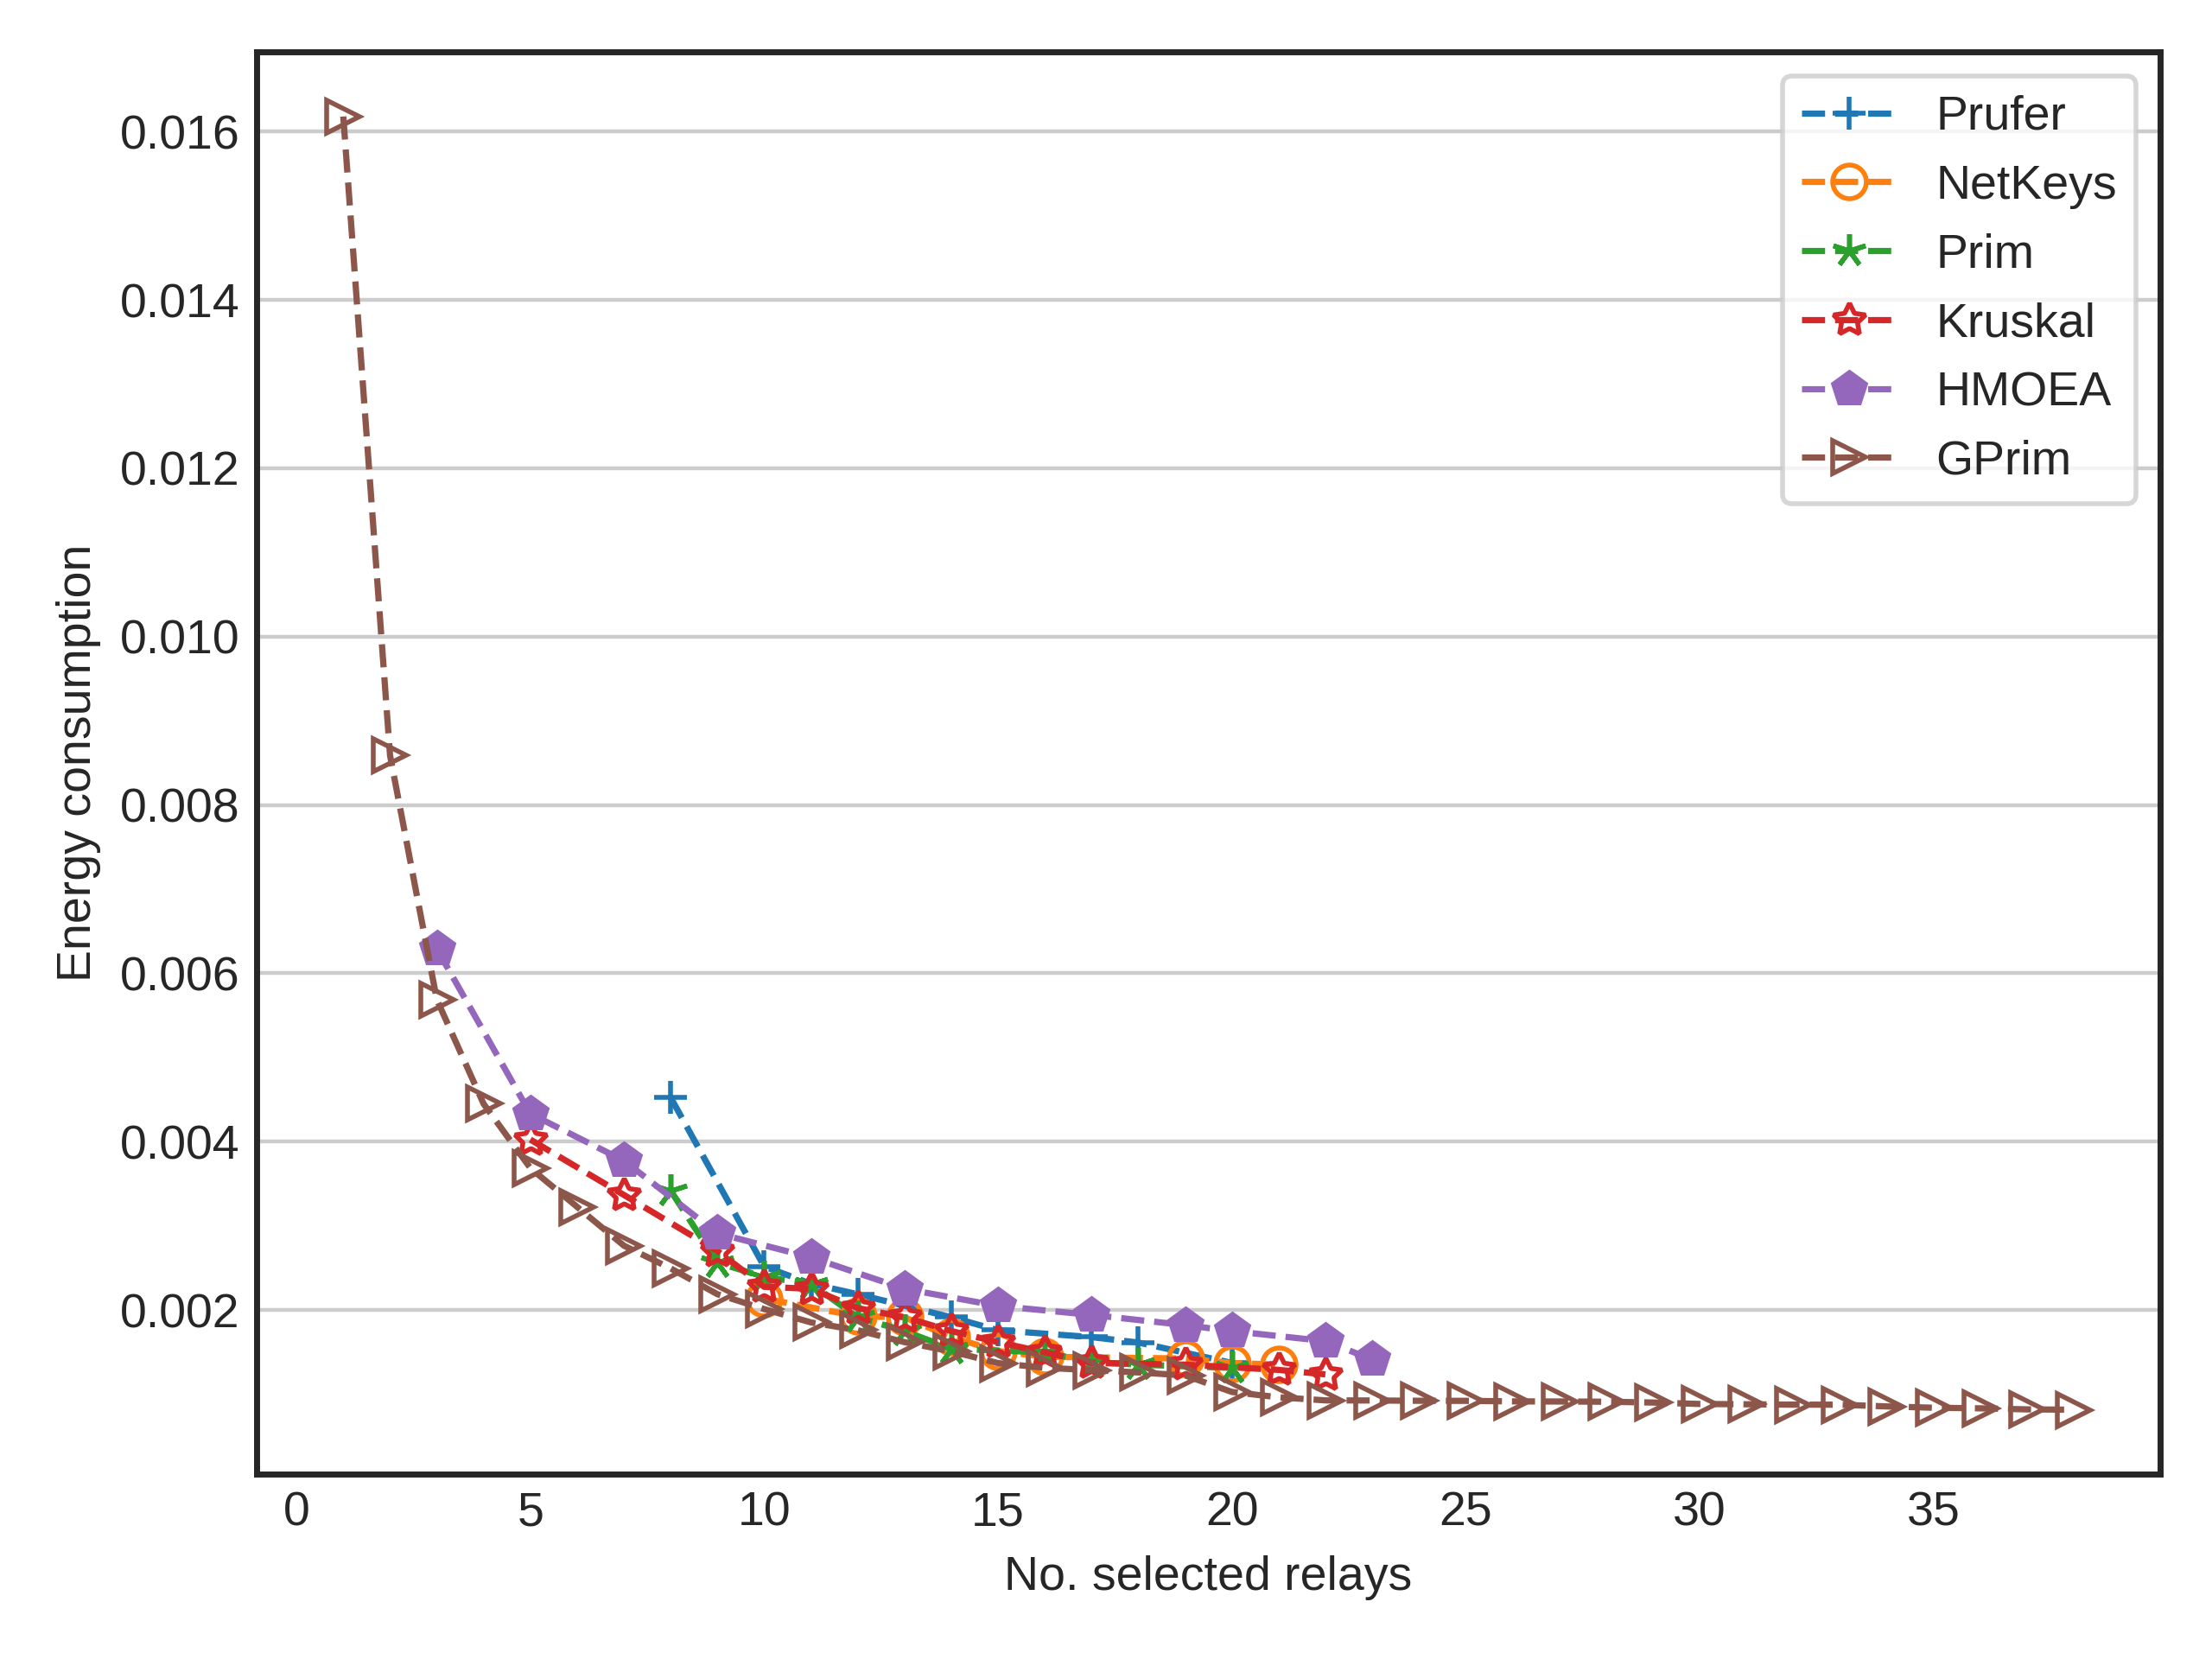 Energy consumption
0.016
0.014
0.012
0.010
0.008
0.006
0.004
0.002
Prufer
NetKeys
Prim
Kruskal
HMOEA
GPrim
0 5 10 15 20 25 30 35
No. selected relays